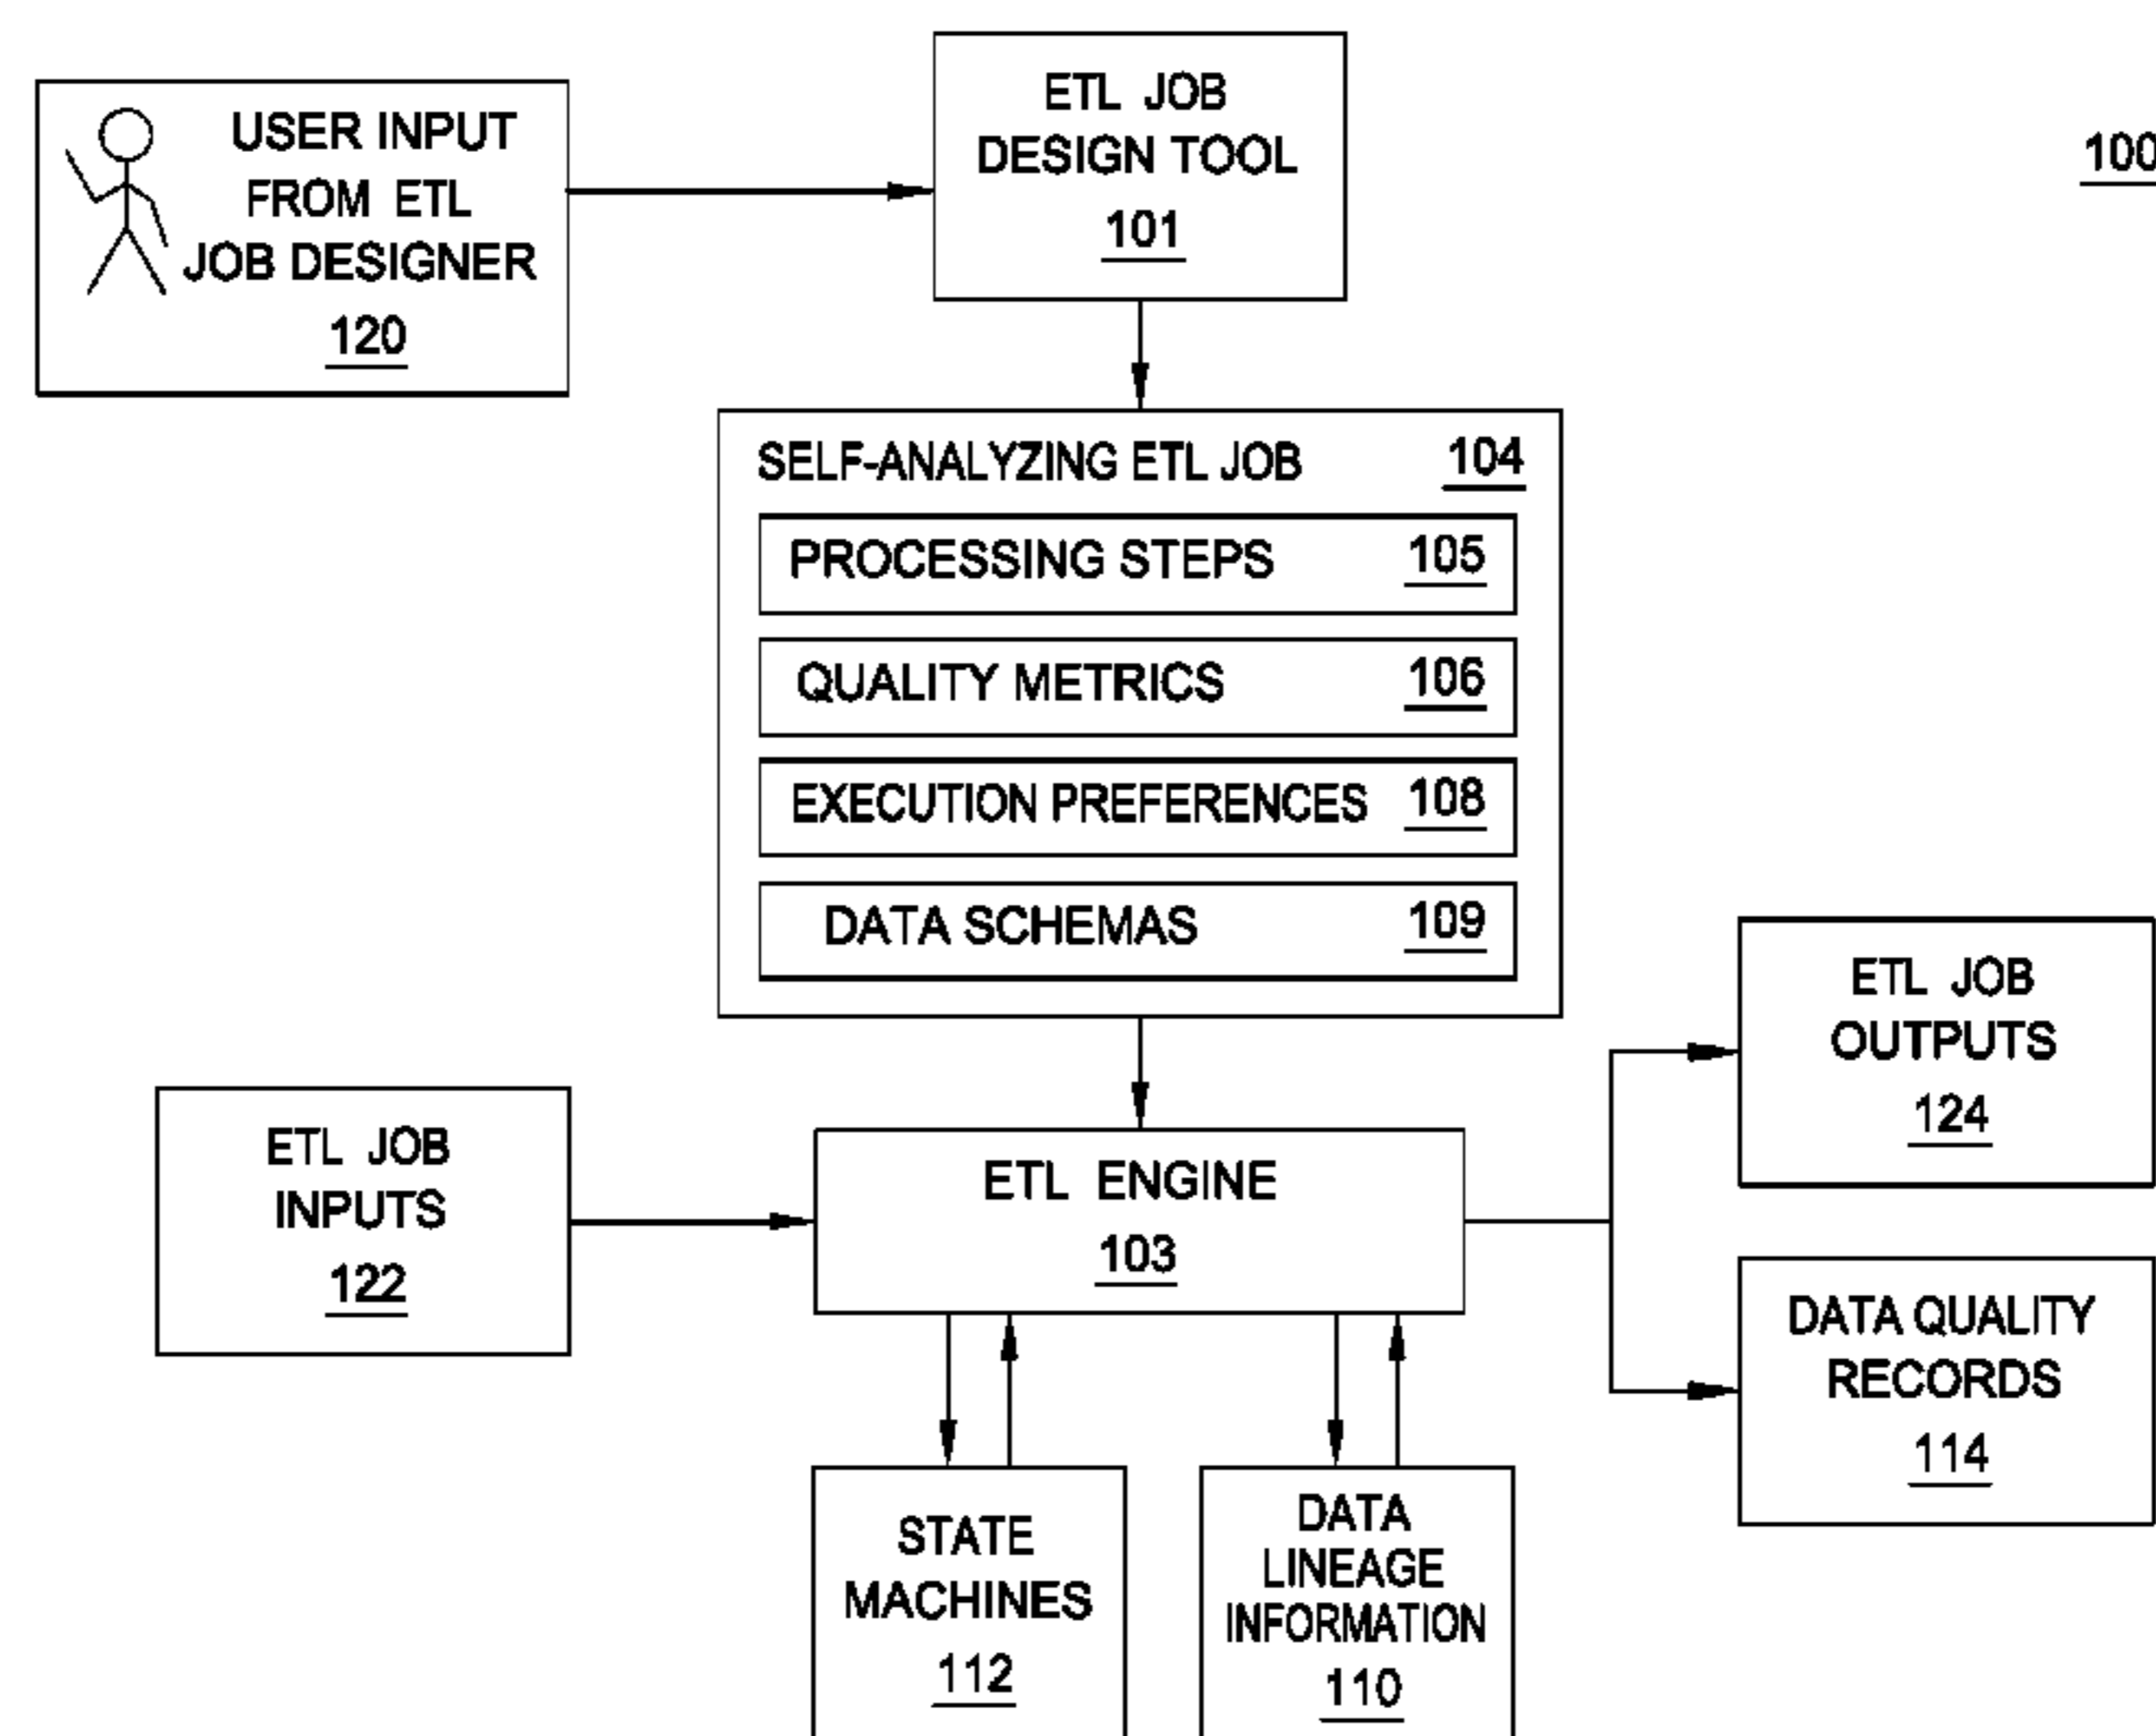 USER INPUT
FROM ETL
JOB DESIGNER
120
ETL JOB
DESIGN TOOL
101
100
SELF-ANALYZING ETL JOB 104
PROCESSING STEPS 105
QUALITY METRICS 106
EXECUTION PREFERENCES 108
DATA SCHEMAS 109
ETL JOB
INPUTS
122
ETL ENGINE
103
ETL JOB
OUTPUTS
124
DATA QUALITY
RECORDS
114
STATE
MACHINES
112
DATA
LINEAGE
INFORMATION
110